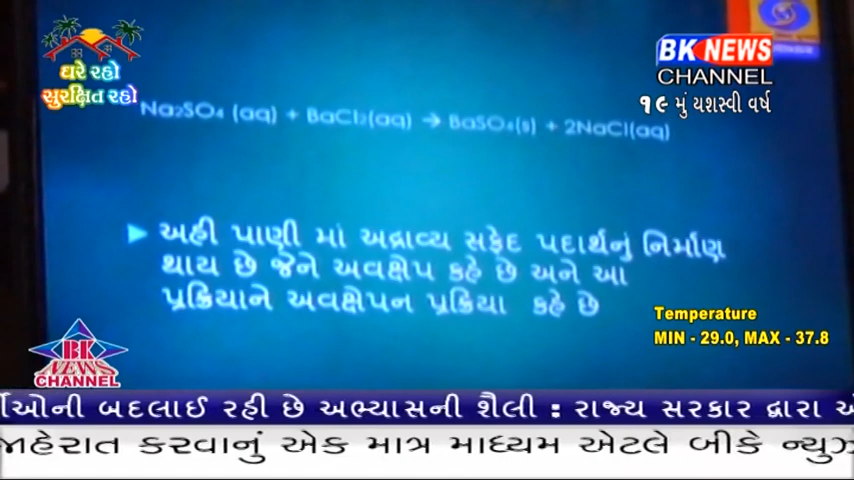 ઘરે રહો
સુરક્ષિત રહો
BK NEWS
CHANNEL
૧૯ મું યશસ્વી વર્ષ
Na₂SO₄ (aq) + BaCl₂(aq) → BaSO₄(s) + 2NaCl(aq)
અહી પાણી માં અદ્રાવ્ય સફેદ પદાર્થનું નિર્માણ
થાય છે જેને અવક્ષેપ કહે છે અને આ
પ્રક્રિયાને અવક્ષેપન પ્રક્રિયા કહે છે
Temperature
MIN - 29.0, MAX - 37.8
BK
NEWS
CHANNEL
બદલાઈ રહી છે અભ્યાસની શૈલી : રાજ્ય સરકાર દ્વારા
જાહેરાત કરવાનું એક માત્ર માધ્યમ એટલે બીકે ન્યુઝ